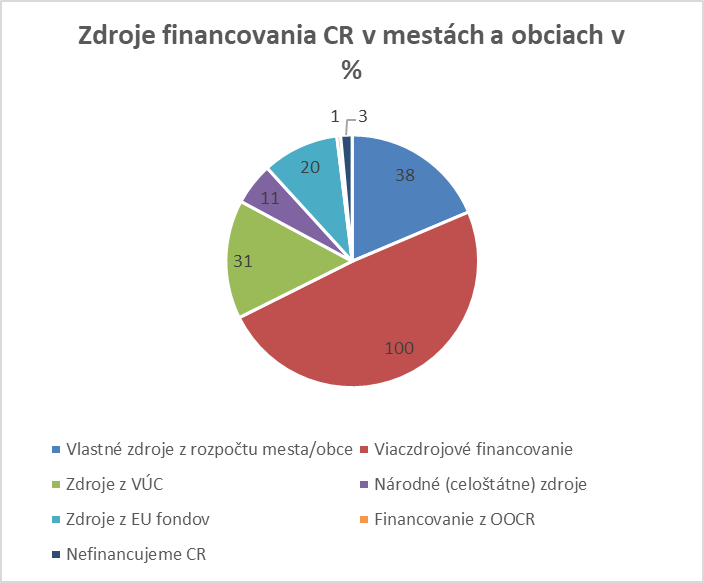 Zdroje financovania CR v mestách a obciach v
%
1 3
38
20
11
31
100
Vlastné zdroje z rozpočtu mesta/obce Viaczdrojové financovanie
Zdroje z VÚC Národné (celoštátne) zdroje
Zdroje z EU fondov Financovanie z OOCR
Nefinancujeme CR